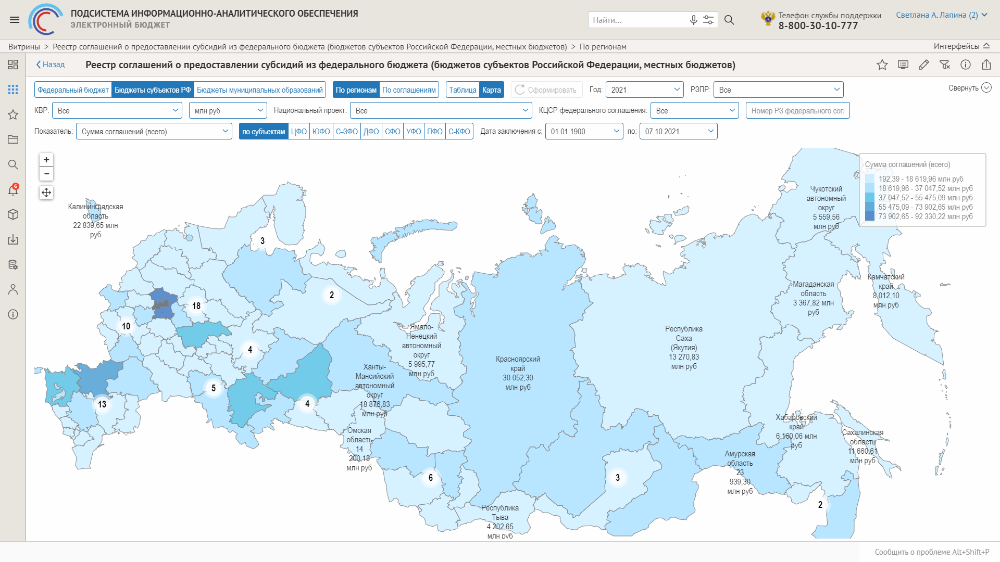 ПОДСИСТЕМА ИНФОРМАЦИОННО-АНАЛИТИЧЕСКОГО ОБЕСПЕЧЕНИЯ
ЭЛЕКТРОННЫЙ БЮДЖЕТ
Найти...
Телефон службы поддержки
8-800-30-10-777
Светлана А. Лапина (2)
Витрины > Реестр соглашений о предоставлении субсидий из федерального бюджета (бюджетов субъектов Российской Федерации, местных бюджетов) > По регионам
Интерфейсы
Назад
Реестр соглашений о предоставлении субсидий из федерального бюджета (бюджетов субъектов Российской Федерации, местных бюджетов)
Федеральный бюджет Бюджеты субъектов РФ Бюджеты муниципальных образований По регионам По соглашениям Таблица Карта Сформировать Год: 2021 РЗПР: Все
Свернуть
КВР: Все млн руб Национальный проект: Все КЦСР федерального соглашения: Все Номер РЗ федерального согл
Показатель: Сумма соглашений (всего) по субъектам ЦФО ЮФО С-ЗФО ДФО СФО УФО ПФО С-КФО Дата заключения с: 01.01.1900 по: 07.10.2021
+
−
6
Сумма соглашений (всего)
192,39 - 18 619,96 млн руб
18 619,96 - 37 047,52 млн руб
37 047,52 - 55 475,09 млн руб
55 475,09 - 73 902,65 млн руб
73 902,65 - 92 330,22 млн руб
Калининградская
область
22 839,65 млн
руб
Чукотский
автономный
округ
5 559,56
млн руб
3
2
18
10
4
5
13
4
6
3
2
Магаданская
область
3 367,82 млн
руб
Камчатский
край
8 012,10
млн руб
Ямало-
Ненецкий
автономный
округ
5 995,77
млн руб
Республика
Саха
(Якутия)
13 270,83
млн руб
Ханты-
Мансийский
автономный
округ
18 876,83
млн руб
Красноярский
край
30 052,30
млн руб
Омская
область
14
200,18
млн руб
Хабаровский
край
6 160,06 млн
руб
Сахалинская
область
11 660,61
млн руб
Амурская
область
23
939,30
млн руб
Республика
Тыва
4 202,65
млн руб
Сообщить о проблеме Alt+Shift+P